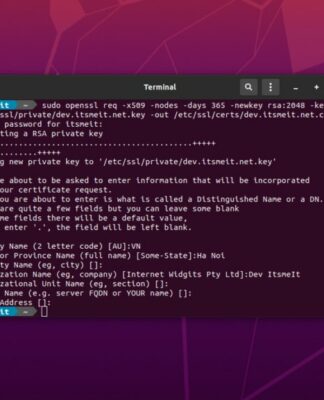 Terminal
it ~ sudo openssl req -x509 -nodes -days 365 -newkey rsa:2048 -ke
ssl/private/dev.itsmeit.net.key -out /etc/ssl/certs/dev.itsmeit.net.c
password for itsmeit:
ting a RSA private key
.........................................+++++
.........+++++
ng new private key to '/etc/ssl/private/dev.itsmeit.net.key'
re about to be asked to enter information that will be incorporated
our certificate request.
you are about to enter is what is called a Distinguished Name or a DN.
are quite a few fields but you can leave some blank
me fields there will be a default value,
enter '.', the field will be left blank.
y Name (2 letter code) [AU]:VN
or Province Name (full name) [Some-State]:Ha Noi
ty Name (eg, city) []:
zation Name (eg, company) [Internet Widgits Pty Ltd]:Dev ItsmeIt
zational Unit Name (eg, section) []:
Name (e.g. server FQDN or YOUR name) []:
Address []:
it ~